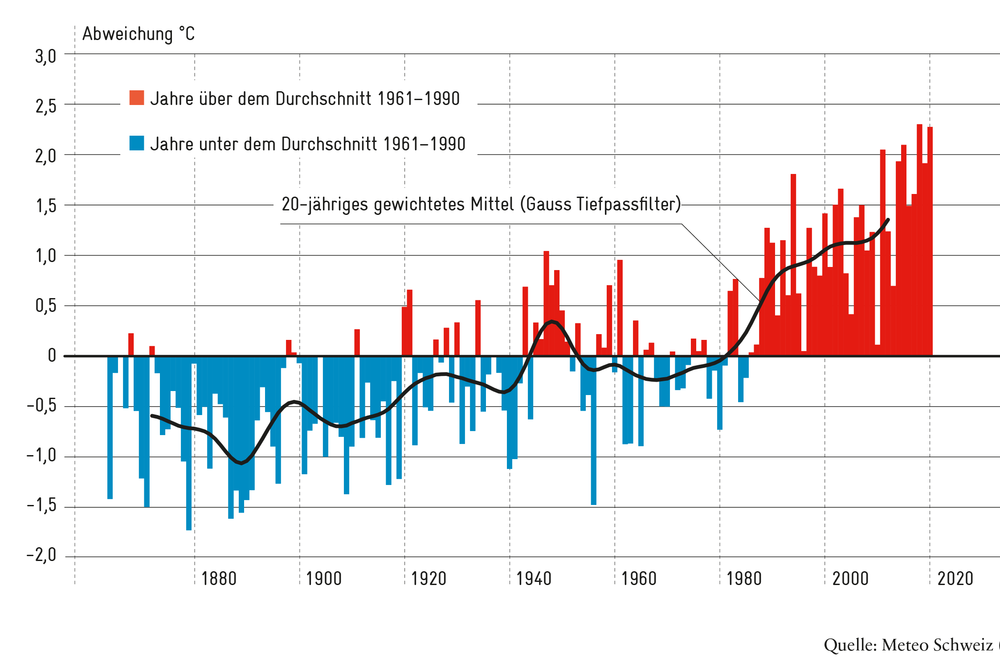 Abweichung °C
3,0
Jahre über dem Durchschnitt 1961–1990
2,5
Jahre unter dem Durchschnitt 1961–1990
2,0
20-jähriges gewichtetes Mittel (Gauss Tiefpassfilter)
1,5
1,0
0,5
0
–0,5
–1,0
–1,5
–2,0
1880 1900 1920 1940 1960 1980 2000 2020
Quelle: Meteo Schweiz (